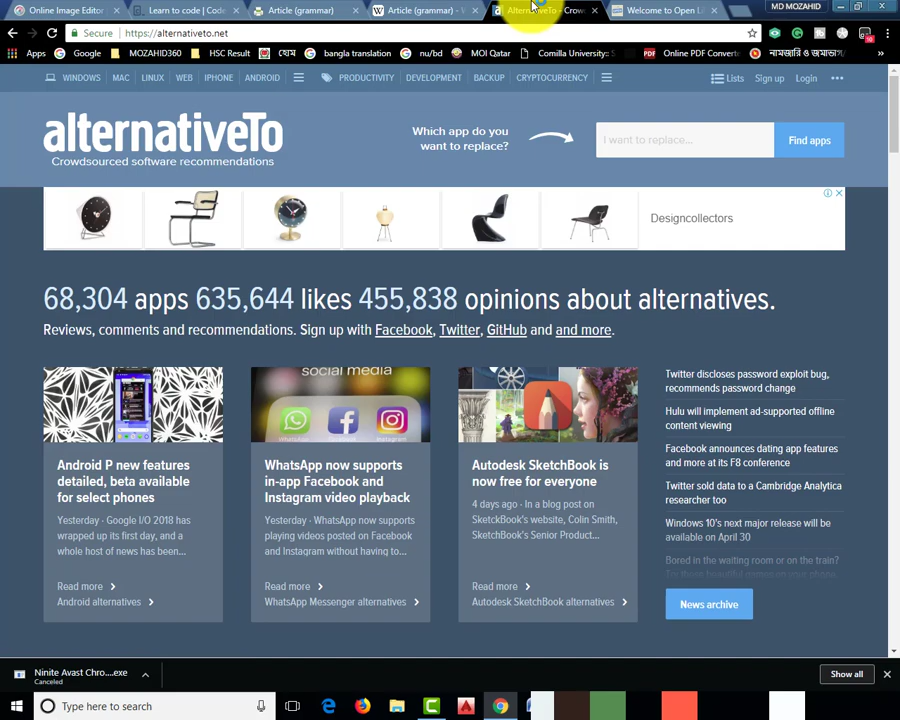 Online Image Editor
Learn to code | Code
Article (grammar)
Article (grammar) - W
AlternativeTo - Crow
Welcome to Open Li
MD MOZAHID
Secure
https://alternativeto.net
Apps
Google
MOZAHID360
HSC Result
হোম
bangla translation
nu/bd
MOI Qatar
Comilla University::
PDF Online PDF Convert
নামজারি ও জমাভা
WINDOWS
MAC
LINUX
WEB
IPHONE
ANDROID
PRODUCTIVITY
DEVELOPMENT
BACKUP
CRYPTOCURRENCY
Lists
Sign up
Login
alternativeTo
Crowdsourced software recommendations
Which app do you
want to replace?
I want to replace...
Find apps
Designcollectors
68,304 apps 635,644 likes 455,838 opinions about alternatives.
Reviews, comments and recommendations. Sign up with Facebook, Twitter, GitHub and and more.
social media
WhatsApp
Facebook
Instagram
Android P new features
detailed, beta available
for select phones
Yesterday · Google I/O 2018 has
wrapped up its first day, and a
whole host of news has been...
Read more
Android alternatives
WhatsApp now supports
in-app Facebook and
Instagram video playback
Yesterday · WhatsApp now supports
playing videos posted on Facebook
and Instagram without having to...
Read more
WhatsApp Messenger alternatives
Autodesk SketchBook is
now free for everyone
4 days ago · In a blog post on
SketckBook's website, Colin Smith,
SketchBook's Senior Product...
Read more
Autodesk SketchBook alternatives
Twitter discloses password exploit bug,
recommends password change
Hulu will implement ad-supported offline
content viewing
Facebook announces dating app features
and more at its F8 conference
Twitter sold data to a Cambridge Analytica
researcher too
Windows 10's next major release will be
available on April 30
Bored in the waiting room or on the train?
News archive
Ninite Avast Chro....exe
Canceled
Show all
Type here to search